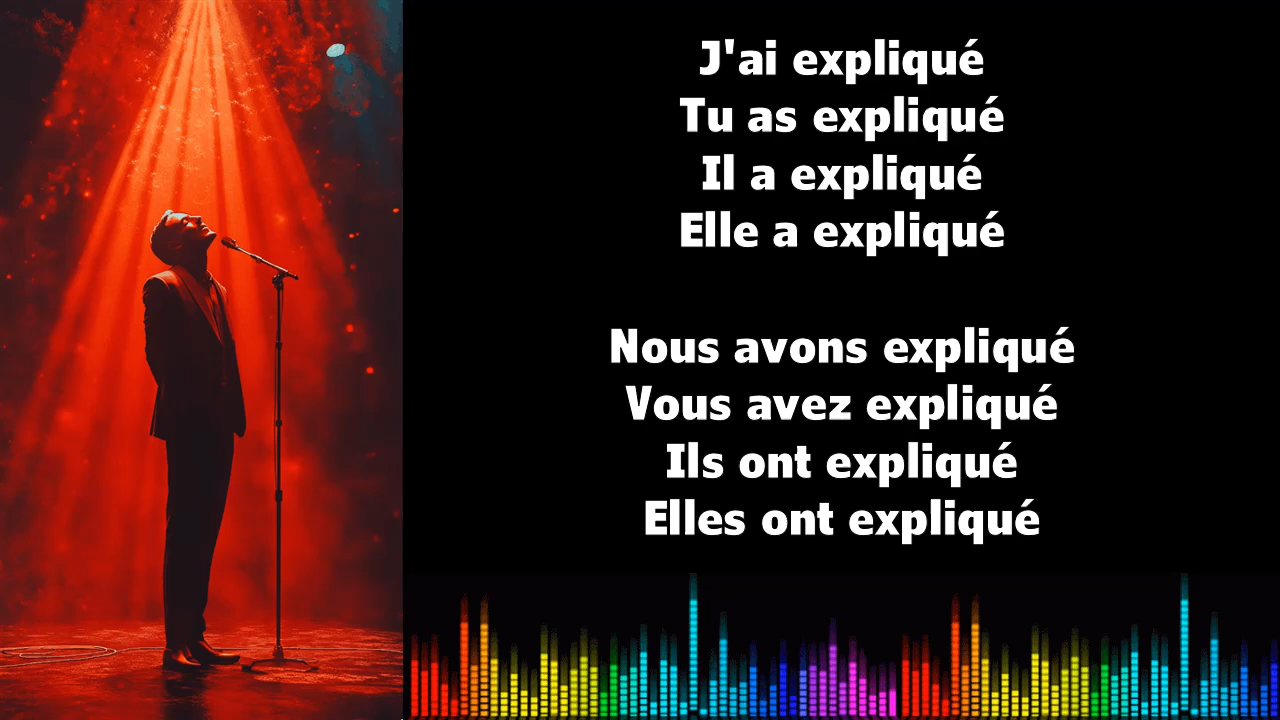 J'ai expliqué
Tu as expliqué
Il a expliqué
Elle a expliqué
Nous avons expliqué
Vous avez expliqué
Ils ont expliqué
Elles ont expliqué